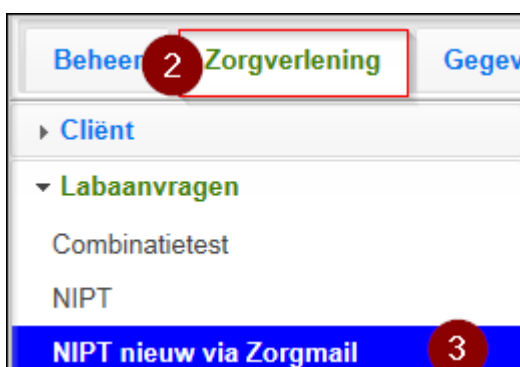 Beheer 2 Zorgverlening Gegev
Cliënt
Labaanvragen
Combinatietest
NIPT
NIPT nieuw via Zorgmail 3